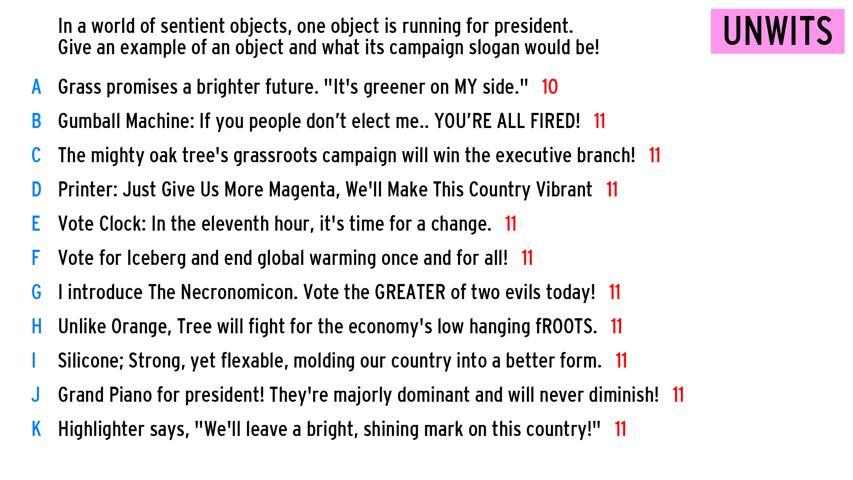 In a world of sentient objects, one object is running for president.
Give an example of an object and what its campaign slogan would be!
UNWITS
A Grass promises a brighter future. "It's greener on MY side." 10
B Gumball Machine: If you people don’t elect me.. YOU’RE ALL FIRED! 11
C The mighty oak tree's grassroots campaign will win the executive branch! 11
D Printer: Just Give Us More Magenta, We'll Make This Country Vibrant 11
E Vote Clock: In the eleventh hour, it's time for a change. 11
F Vote for Iceberg and end global warming once and for all! 11
G I introduce The Necronomicon. Vote the GREATER of two evils today! 11
H Unlike Orange, Tree will fight for the economy's low hanging fROOTS. 11
I Silicone; Strong, yet flexable, molding our country into a better form. 11
J Grand Piano for president! They're majorly dominant and will never diminish! 11
K Highlighter says, "We'll leave a bright, shining mark on this country!" 11